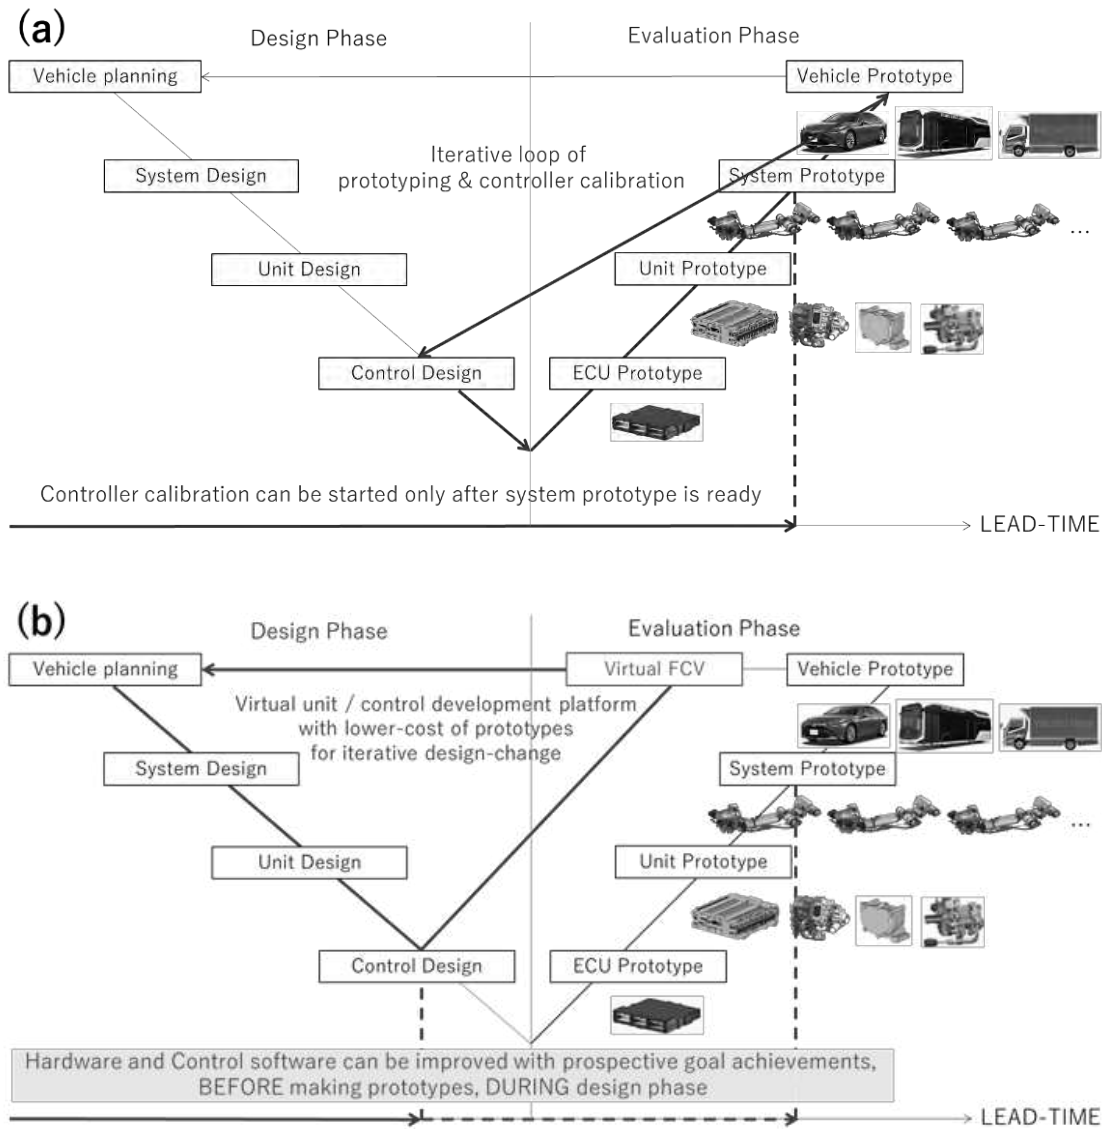 (a)
Design Phase
Evaluation Phase
Vehicle planning
Vehicle Prototype
Iterative loop of
prototyping & controller calibration
System Design
System Prototype
...
Unit Design
Unit Prototype
Control Design
ECU Prototype
Controller calibration can be started only after system prototype is ready
LEAD-TIME
(b)
Design Phase
Evaluation Phase
Vehicle planning
Virtual FCV
Vehicle Prototype
Virtual unit / control development platform
with lower-cost of prototypes
for iterative design-change
System Design
System Prototype
...
Unit Design
Unit Prototype
Control Design
ECU Prototype
Hardware and Control software can be improved with prospective goal achievements,
BEFORE making prototypes, DURING design phase
LEAD-TIME